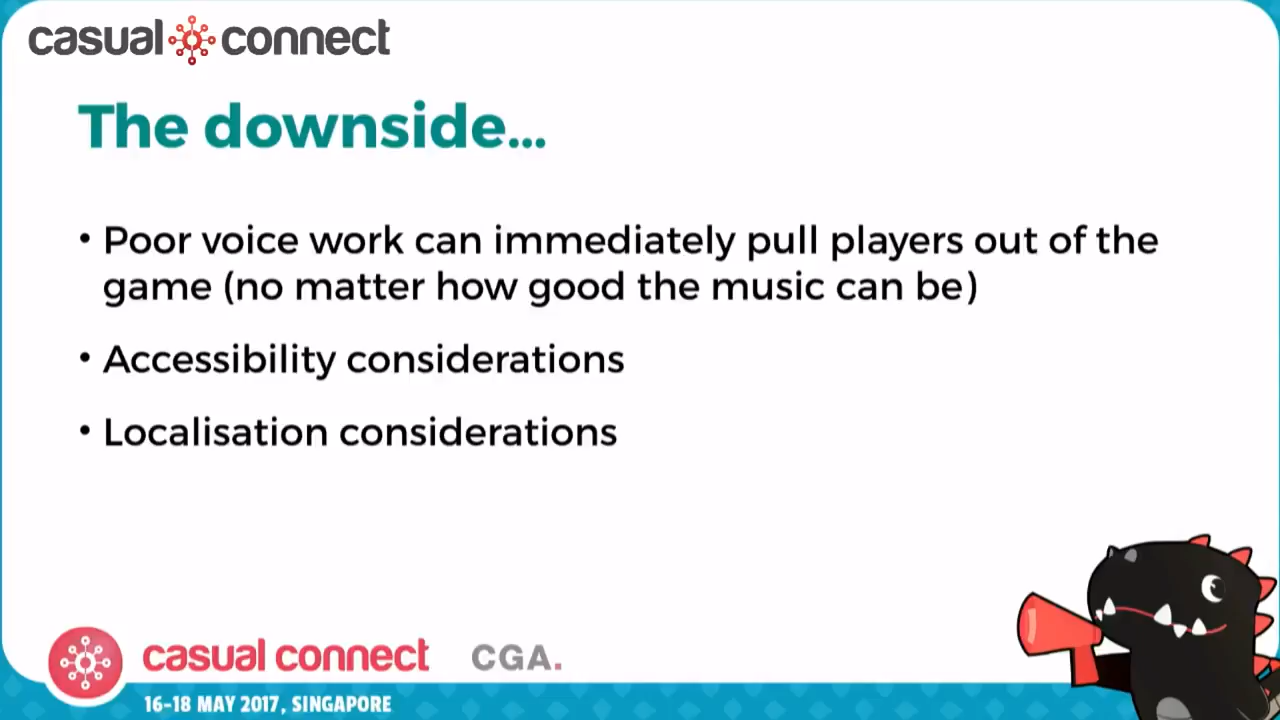 casual connect
The downside...
• Poor voice work can immediately pull players out of the
game (no matter how good the music can be)
• Accessibility considerations
• Localisation considerations
casual connect CGA.
16-18 MAY 2017, SINGAPORE